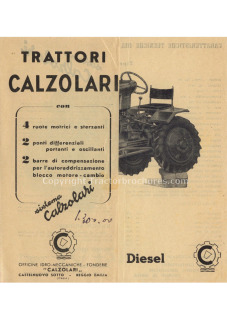 TRATTORI
CALZOLARI
con
4 ruote motrici e sterzanti
2 ponti differenziali
portanti e oscillanti
2 barre di compensazione
per l'autoraddrizzamento
blocco motore - cambio
sistema
Calzolari
OFFICINE IDRO-MECCANICHE - FONDERIE
"CALZOLARI"
CASTELNUOVO SOTTO - REGGIO EMILIA
Diesel